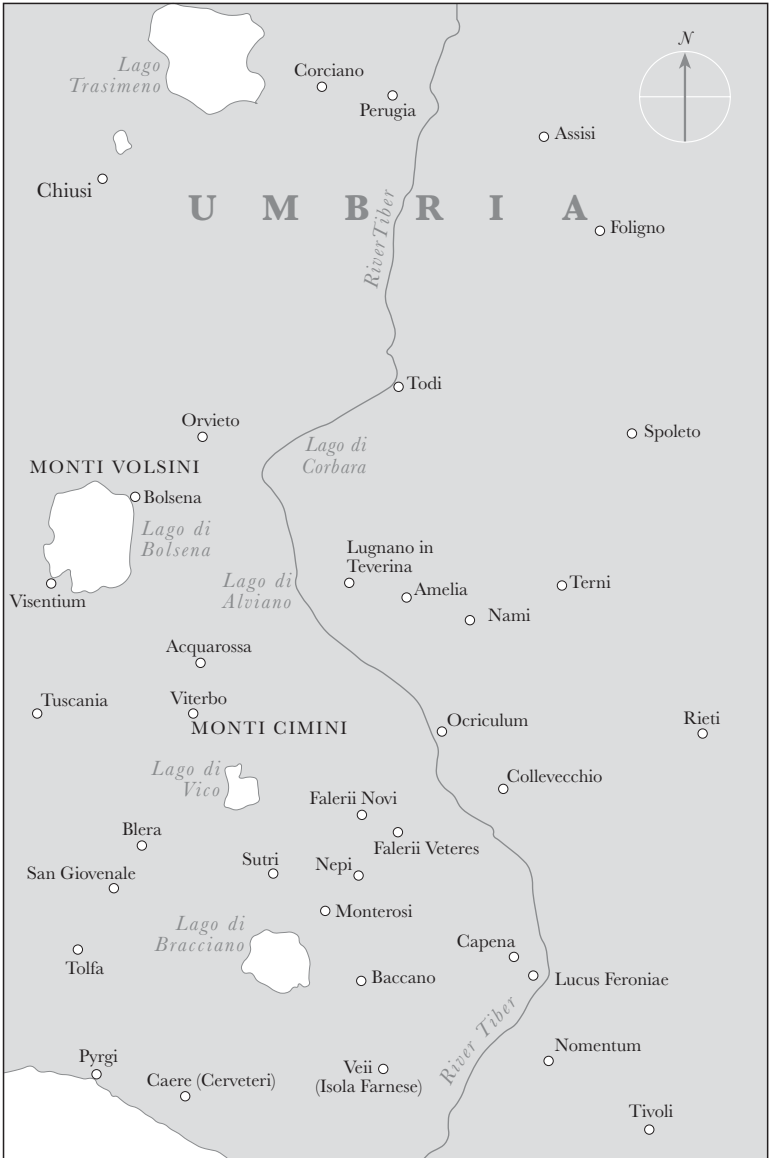 N
Lago
Trasimeno
Corciano
Perugia
Assisi
Chiusi
UMBRIA
River Tiber
Foligno
Todi
Orvieto
Lago di
Corbara
Spoleto
MONTI VOLSINI
Bolsena
Lago di
Bolsena
Lugnano in
Teverina
Lago di
Alviano
Amelia
Terni
Visentium
Nami
Acquarossa
Tuscania
Viterbo
MONTI CIMINI
Ocriculum
Rieti
Lago di
Vico
Collevecchio
Falerii Novi
Blera
Falerii Veteres
Sutri
Nepi
San Giovenale
Monterosi
Lago di
Bracciano
Capena
Tolfa
Baccano
Lucus Feroniae
River Tiber
Nomentum
Pyrgi
Caere (Cerveteri)
Veii
(Isola Farnese)
Tivoli